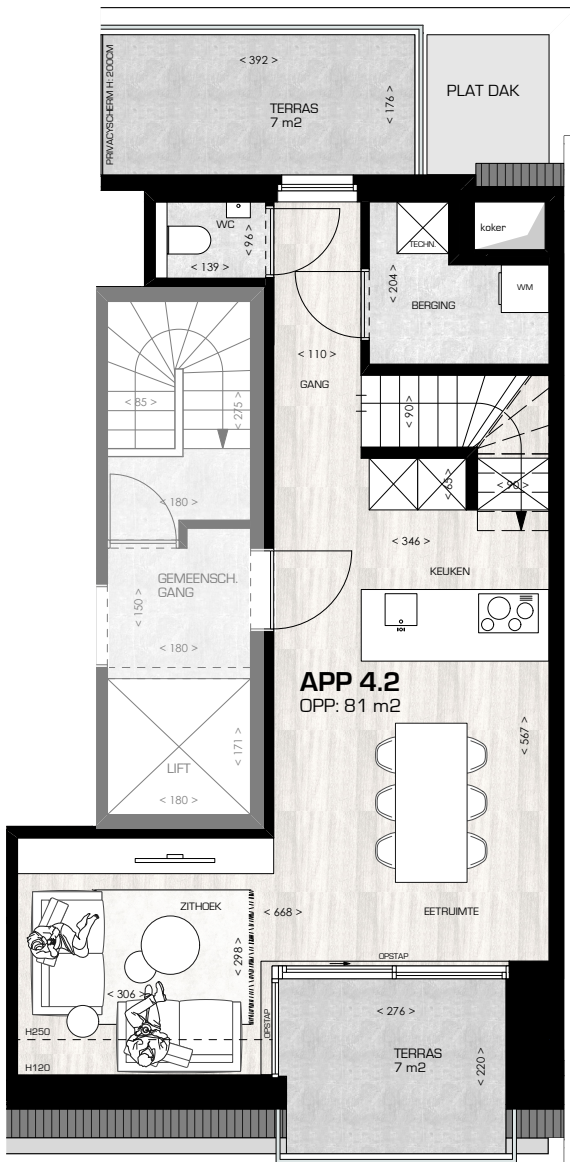 PRIVACYSCHERM H: 200CM
< 392 >
TERRAS
7 m2
< 176 >
PLAT DAK
WC
< 96 >
< 139 >
TECHN.
koker
< 204 >
WM
BERGING
< 110 >
GANG
< 85 >
< 275 >
< 90 >
< 180 >
< 65 >
< 90 >
< 346 >
KEUKEN
GEMEENSCH.
GANG
< 150 >
< 180 >
APP 4.2
OPP: 81 m2
< 171 >
LIFT
< 180 >
< 567 >
ZITHOEK
< 668 >
EETRUIMTE
< 298 >
< 306 >
OPSTAP
OPSTAP
< 276 >
H250
H120
TERRAS
7 m2
< 220 >